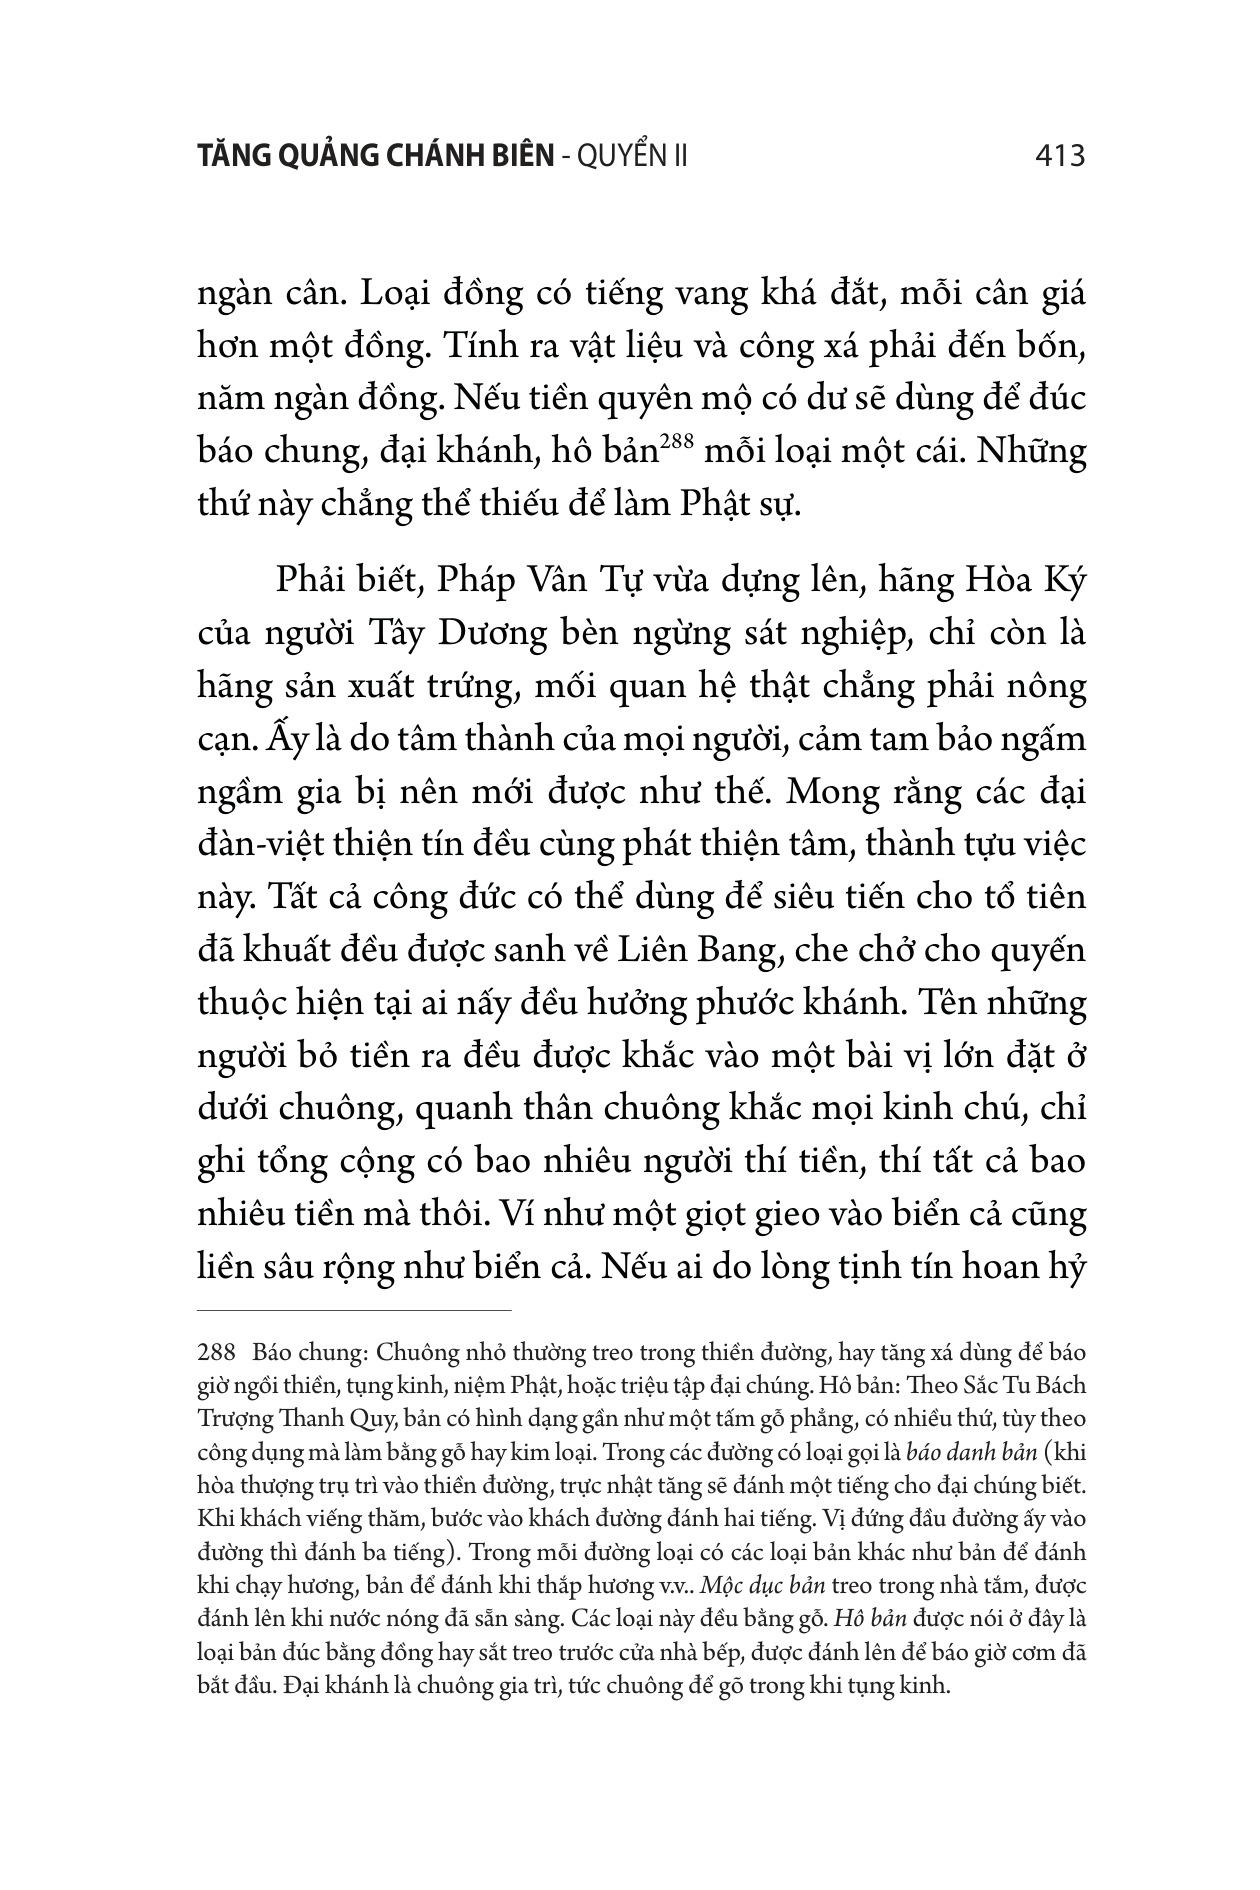 TĂNG QUẢNG CHÁNH BIÊN - QUYỂN II 413
ngàn cân. Loại đồng có tiếng vang khá đắt, mỗi cân giá
hơn một đồng. Tính ra vật liệu và công xá phải đến bốn,
năm ngàn đồng. Nếu tiền quyên mộ có dư sẽ dùng để đúc
báo chung, đại khánh, hô bản288 mỗi loại một cái. Những
thứ này chẳng thể thiếu để làm Phật sự.
Phải biết, Pháp Vân Tự vừa dựng lên, hãng Hòa Ký
của người Tây Dương bèn ngừng sát nghiệp, chỉ còn là
hãng sản xuất trứng, mối quan hệ thật chẳng phải nông
cạn. Ấy là do tâm thành của mọi người, cảm tam bảo ngấm
ngầm gia bị nên mới được như thế. Mong rằng các đại
đàn-việt thiện tín đều cùng phát thiện tâm, thành tựu việc
này. Tất cả công đức có thể dùng để siêu tiến cho tổ tiên
đã khuất đều được sanh về Liên Bang, che chở cho quyến
thuộc hiện tại ai nấy đều hưởng phước khánh. Tên những
người bỏ tiền ra đều được khắc vào một bài vị lớn đặt ở
dưới chuông, quanh thân chuông khắc mọi kinh chú, chỉ
ghi tổng cộng có bao nhiêu người thí tiền, thí tất cả bao
nhiêu tiền mà thôi. Ví như một giọt gieo vào biển cả cũng
liền sâu rộng như biển cả. Nếu ai do lòng tịnh tín hoan hỷ
288 Báo chung: Chuông nhỏ thường treo trong thiền đường, hay tăng xá dùng để báo
giờ ngồi thiền, tụng kinh, niệm Phật, hoặc triệu tập đại chúng. Hô bản: Theo Sắc Tu Bách
Trượng Thanh Quy, bản có hình dạng gần như một tấm gỗ phẳng, có nhiều thứ, tùy theo
công dụng mà làm bằng gỗ hay kim loại. Trong các đường có loại gọi là báo danh bản (khi
hòa thượng trụ trì vào thiền đường, trực nhật tăng sẽ đánh một tiếng cho đại chúng biết.
Khi khách viếng thăm, bước vào khách đường đánh hai tiếng. Vị đứng đầu đường ấy vào
đường thì đánh ba tiếng). Trong mỗi đường loại có các loại bản khác như bản để đánh
khi chạy hương, bản để đánh khi thắp hương v.v.. Mộc dục bản treo trong nhà tắm, được
đánh lên khi nước nóng đã sẵn sàng. Các loại này đều bằng gỗ. Hô bản được nói ở đây là
loại bản đúc bằng đồng hay sắt treo trước cửa nhà bếp, được đánh lên để báo giờ cơm đã
bắt đầu. Đại khánh là chuông gia trì, tức chuông để gõ trong khi tụng kinh.